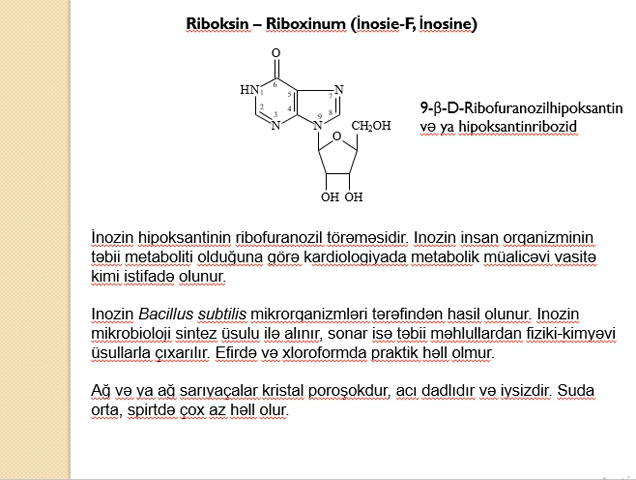 Riboksin – Riboxinum (İnosie-F, İnosine)
O
HN
1
2
3
4
5
6
7
8
9
N
N
N
O
CH2OH
OH OH
9-β-D-Ribofuranozilhipoksantin
və ya hipoksantinribozid
İnozin hipoksantinin ribofuranozil törəməsidir. Inozin insan orqanizminin
təbii metaboliti olduğuna görə kardiologiyada metabolik müalicəvi vasitə
kimi istifadə olunur.
Inozin Bacillus subtilis mikrorqanizmləri tərəfindən hasil olunur. Inozin
mikrobioloji sintez üsulu ilə alınır, sonar isə təbii məhlullardan fiziki-kimyəvi
üsullarla çıxarılır. Efirdə və xloroformda praktik həll olmur.
Ağ və ya ağ sarıyaçalar kristal poroşokdur, acı dadlıdır və iysizdir. Suda
orta, spirtdə çox az həll olur.